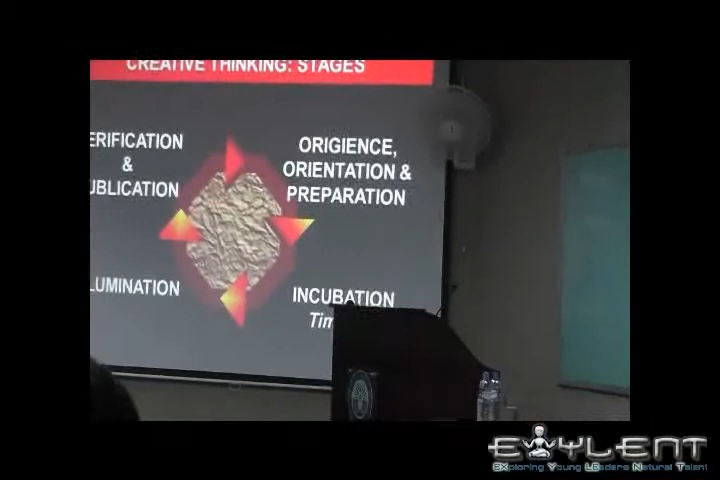 CREATIVE THINKING: STAGES
ERIFICATION
&
UBLICATION
ORIGIENCE,
ORIENTATION &
PREPARATION
LUMINATION
INCUBATION
Tim
EXYLENT
EXploring Young LEaders Natural Talent